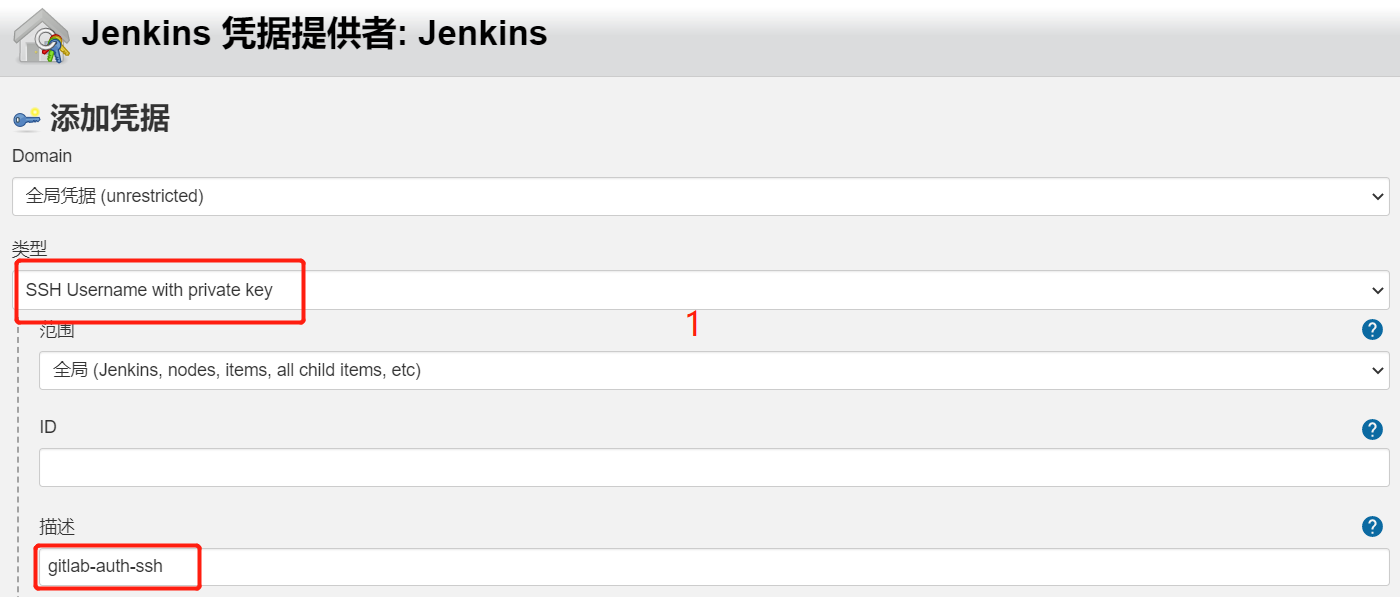 Jenkins 凭据提供者: Jenkins
添加凭据
Domain
全局凭据 (unrestricted)
类型
SSH Username with private key
1
范围
?
全局 (Jenkins, nodes, items, all child items, etc)
ID
?
描述
?
gitlab-auth-ssh